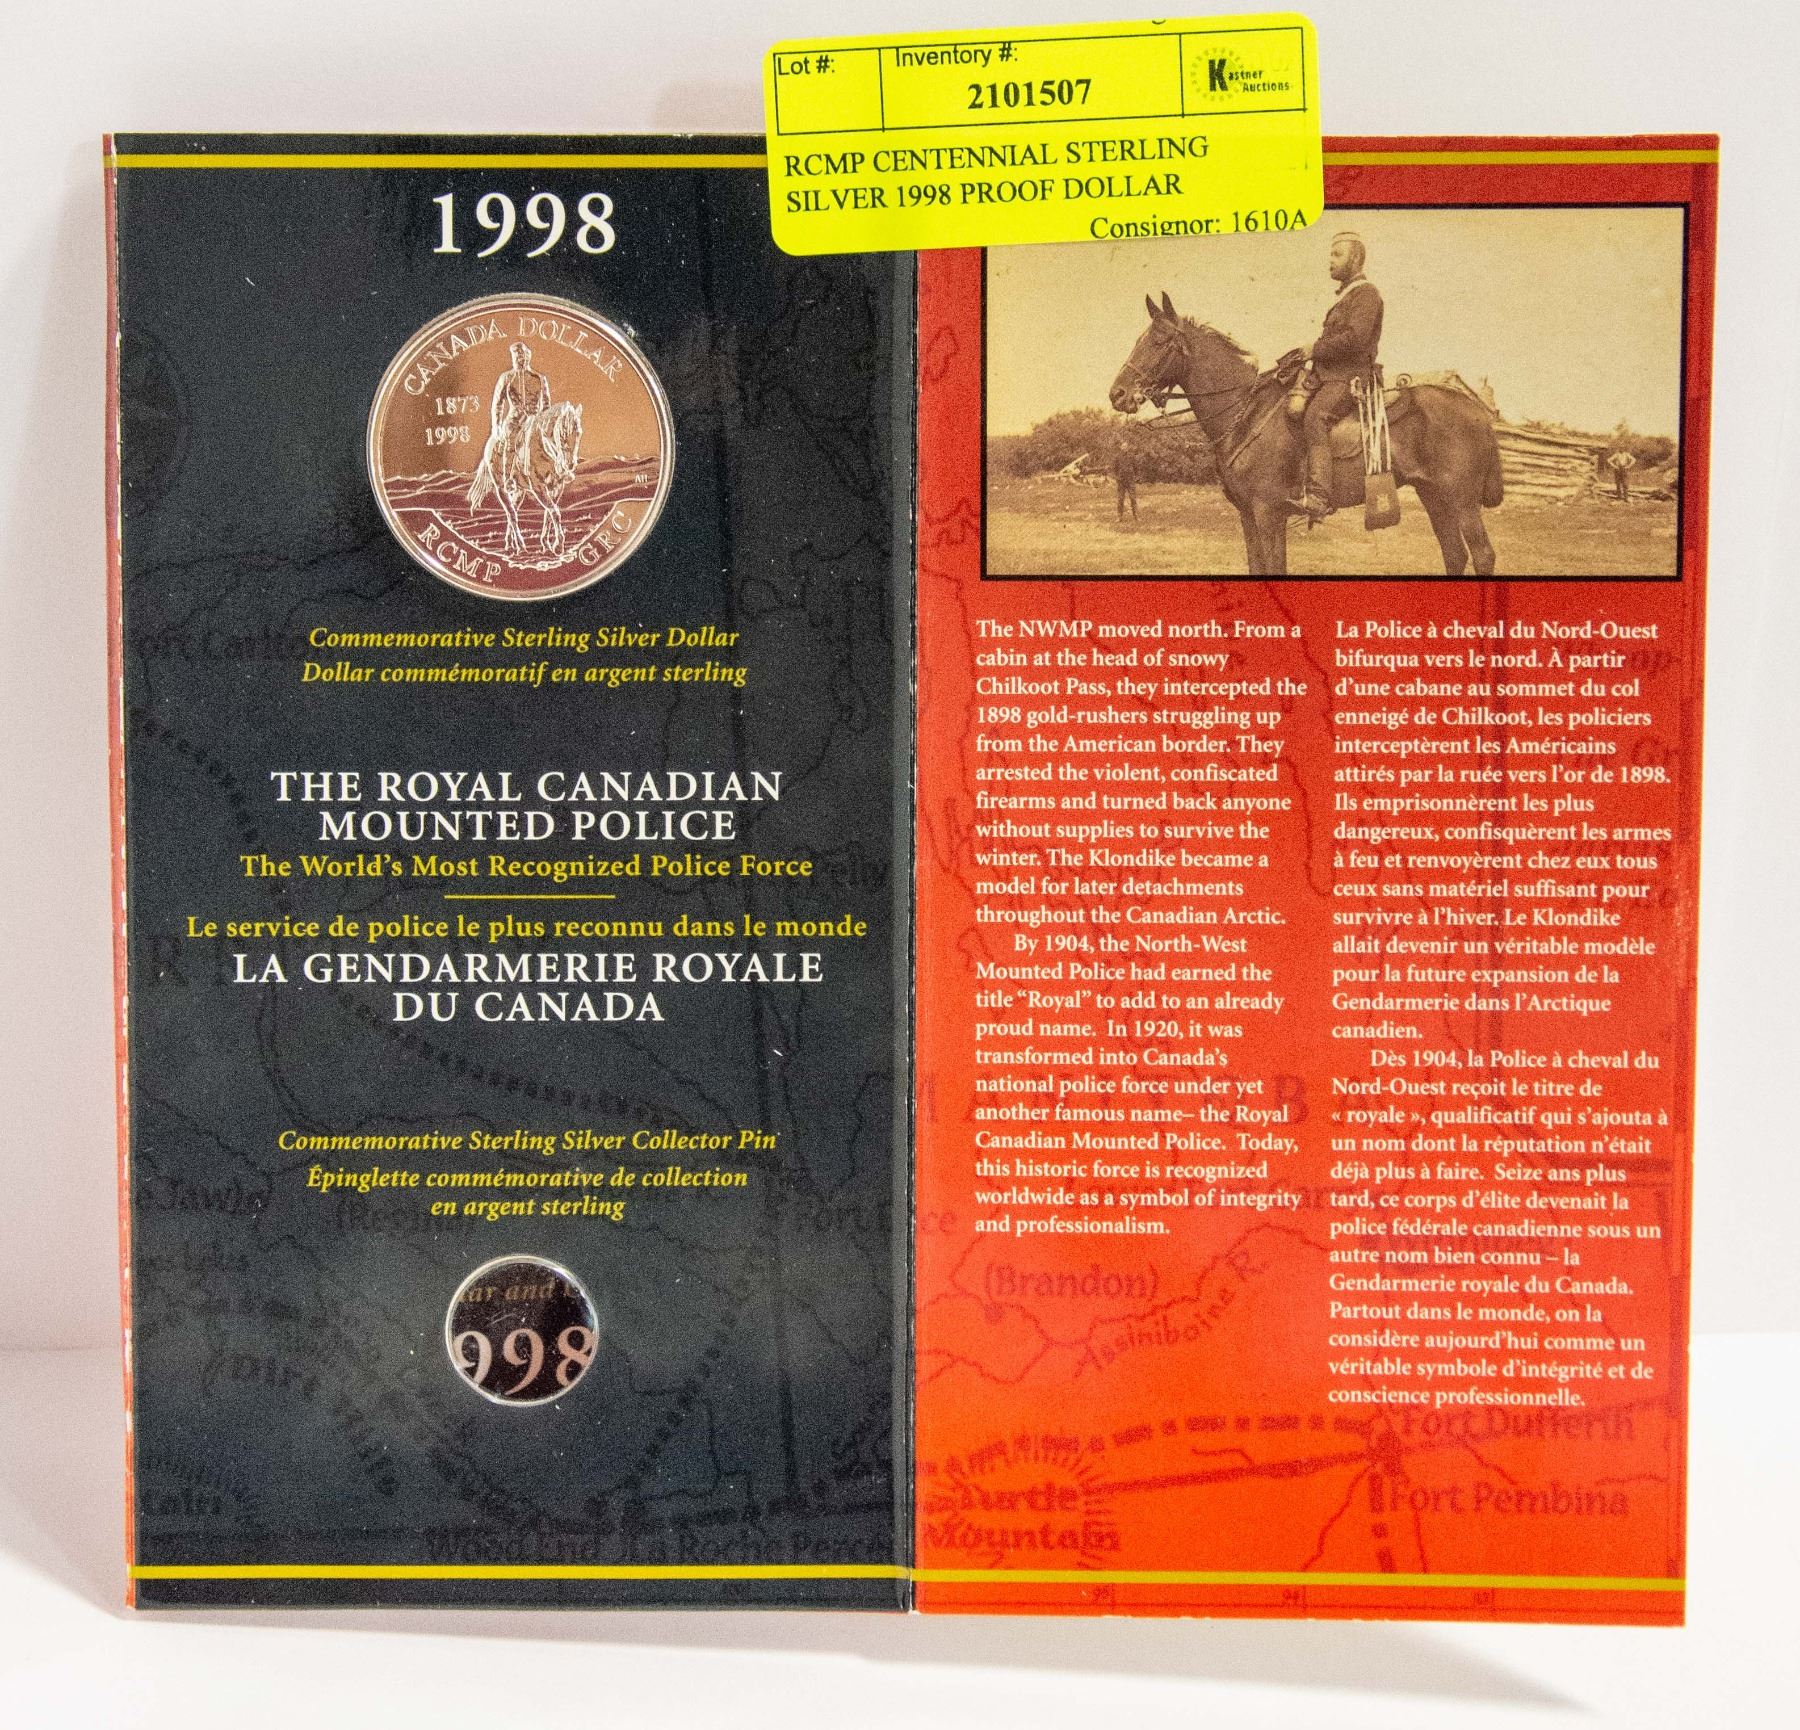 Lot #:
Inventory #:
2101507
Kastner
Auctions
RCMP CENTENNIAL STERLING
SILVER 1998 PROOF DOLLAR
Consignor: 1610A
1998
CANADA DOLLAR
1873
1998
AH
RCMP GRC
Commemorative Sterling Silver Dollar
Dollar commémoratif en argent sterling
THE ROYAL CANADIAN
MOUNTED POLICE
The World's Most Recognized Police Force
Le service de police le plus reconnu dans le monde
LA GENDARMERIE ROYALE
DU CANADA
Commemorative Sterling Silver Collector Pin
Épinglette commémorative de collection
en argent sterling
lar and
998
The NWMP moved north. From a
cabin at the head of snowy
Chilkoot Pass, they intercepted the
1898 gold-rushers struggling up
from the American border. They
arrested the violent, confiscated
firearms and turned back anyone
without supplies to survive the
winter. The Klondike became a
model for later detachments
throughout the Canadian Arctic.
By 1904, the North-West
Mounted Police had earned the
title “Royal” to add to an already
proud name. In 1920, it was
transformed into Canada's
national police force under yet
another famous name– the Royal
Canadian Mounted Police. Today,
this historic force is recognized
worldwide as a symbol of integrity
and professionalism.
La Police à cheval du Nord-Ouest
bifurqua vers le nord. À partir
d'une cabane au sommet du col
enneigé de Chilkoot, les policiers
interceptèrent les Américains
attirés par la ruée vers l'or de 1898.
Ils emprisonnèrent les plus
dangereux, confisquèrent les armes
à feu et renvoyèrent chez eux tous
ceux sans matériel suffisant pour
survivre à l'hiver. Le Klondike
allait devenir un véritable modèle
pour la future expansion de la
Gendarmerie dans l'Arctique
canadien.
Dès 1904, la Police à cheval du
Nord-Ouest reçoit le titre de
« royale », qualificatif qui s'ajouta à
un nom dont la réputation n'était
déjà plus à faire. Seize ans plus
tard, ce corps d'élite devenait la
police fédérale canadienne sous un
autre nom bien connu – la
Gendarmerie royale du Canada.
Partout dans le monde, on la
considère aujourd'hui comme un
véritable symbole d'intégrité et de
conscience professionnelle.
(Brandon)
Assiniboine R.
Fort Dufferin
Turtle
Mountain
Fort Pembina
Wood End La Roche Percée